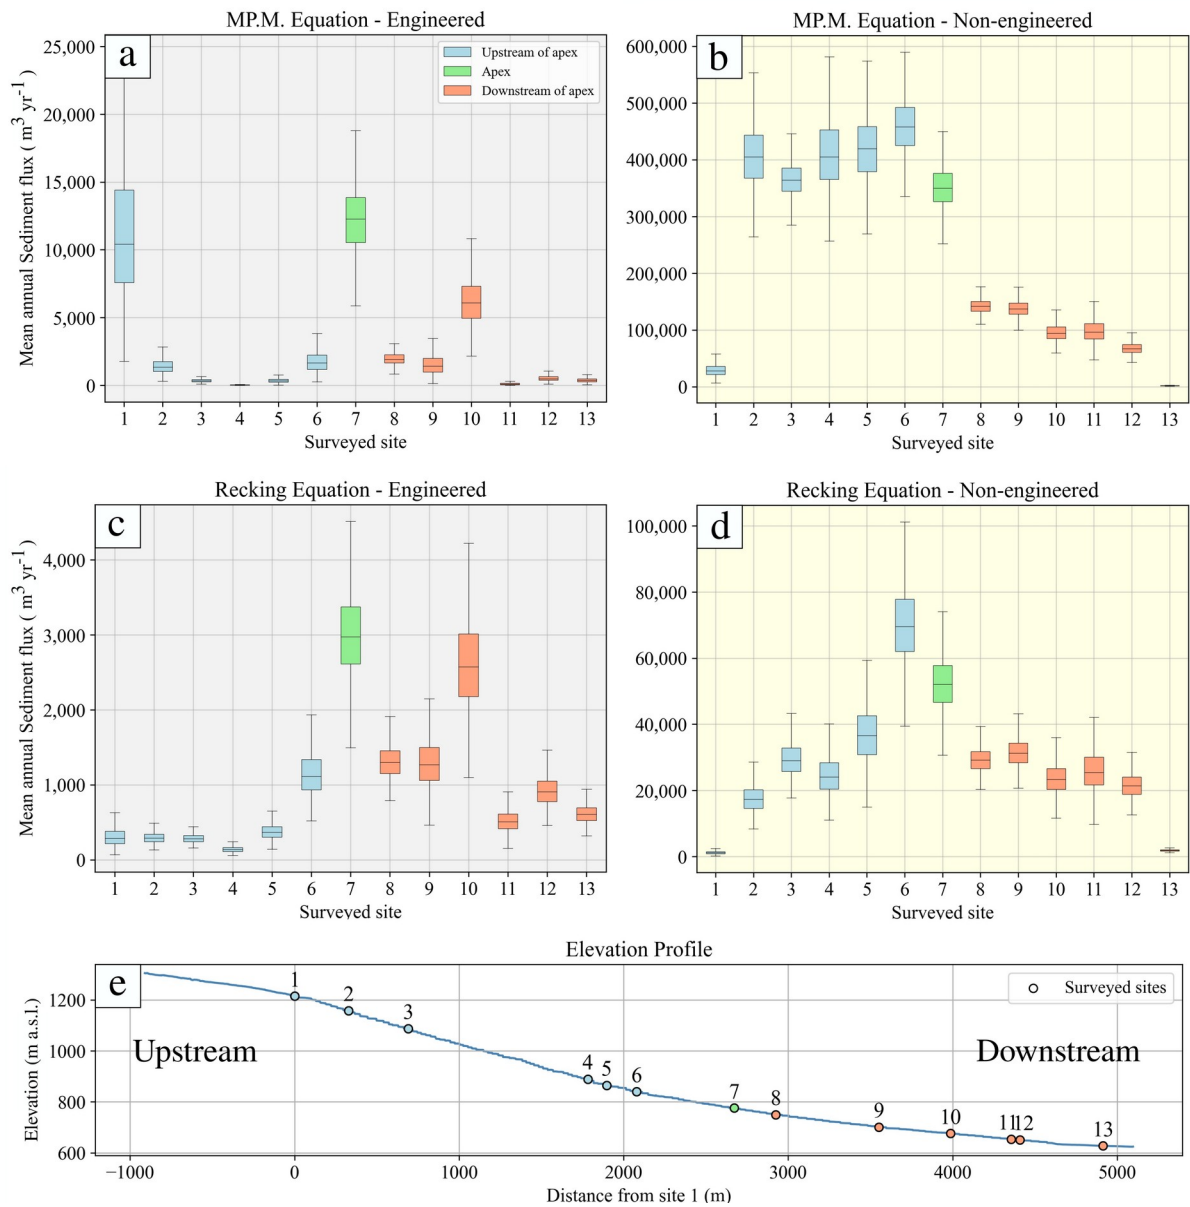 MP.M. Equation - Engineered
a
Upstream of apex
Apex
Downstream of apex
25,000
20,000
15,000
10,000
5,000
0
Mean annual Sediment flux ( m³ yr⁻¹ )
1 2 3 4 5 6 7 8 9 10 11 12 13
Surveyed site
MP.M. Equation - Non-engineered
b
600,000
500,000
400,000
300,000
200,000
100,000
0
1 2 3 4 5 6 7 8 9 10 11 12 13
Surveyed site
Recking Equation - Engineered
c
4,000
3,000
2,000
1,000
0
Mean annual Sediment flux ( m³ yr⁻¹ )
1 2 3 4 5 6 7 8 9 10 11 12 13
Surveyed site
Recking Equation - Non-engineered
d
100,000
80,000
60,000
40,000
20,000
0
1 2 3 4 5 6 7 8 9 10 11 12 13
Surveyed site
Elevation Profile
e
Surveyed sites
1200
1000
800
600
Elevation (m a.s.l.)
Upstream
Downstream
1 2 3 4 5 6 7 8 9 10 11 12 13
−1000 0 1000 2000 3000 4000 5000
Distance from site 1 (m)